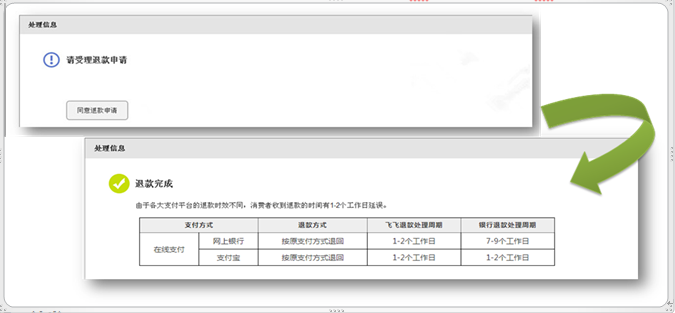 处理信息
请受理退款申请
同意退款申请
处理信息
退款完成
由于各大支付平台的退款时效不同，消费者收到退款的时间有1-2个工作日延误。
支付方式 退款方式 飞飞退款处理周期 银行退款处理周期
在线支付 网上银行 按原支付方式退回 1-2个工作日 7-9个工作日
支付宝 按原支付方式退回 1-2个工作日 1-2个工作日